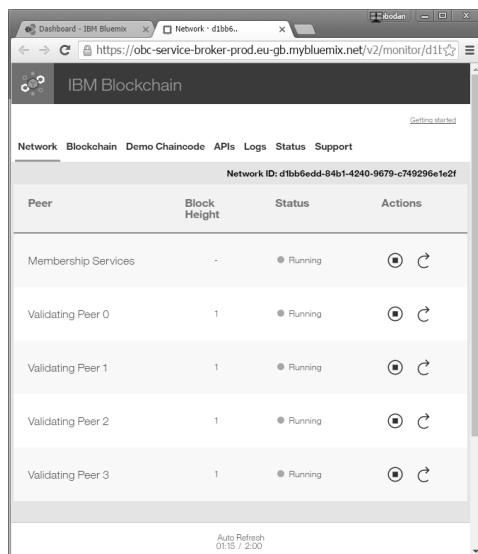 bodan
Dashboard - IBM Bluemix
Network · d1bb6..
https://obc-service-broker-prod.eu-gb.mybluemix.net/v2/monitor/d1b
IBM Blockchain
Getting started
Network Blockchain Demo Chaincode APIs Logs Status Support
Network ID: d1bb6edd-84b1-4240-9679-c749296e1e2f
Peer Block Height Status Actions
Membership Services - Running
Validating Peer 0 1 Running
Validating Peer 1 1 Running
Validating Peer 2 1 Running
Validating Peer 3 1 Running
Auto Refresh
01:15 / 2:00